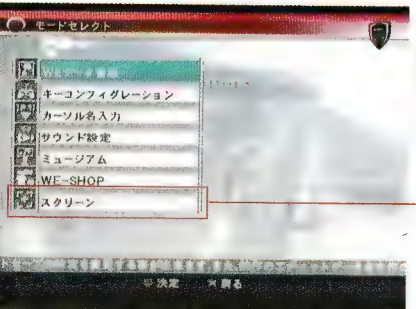 モードセレクト
キーコンフィグレーション
カーソル名入力
サウンド設定
ミュージアム
WE-SHOP
スクリーン
決定 戻る